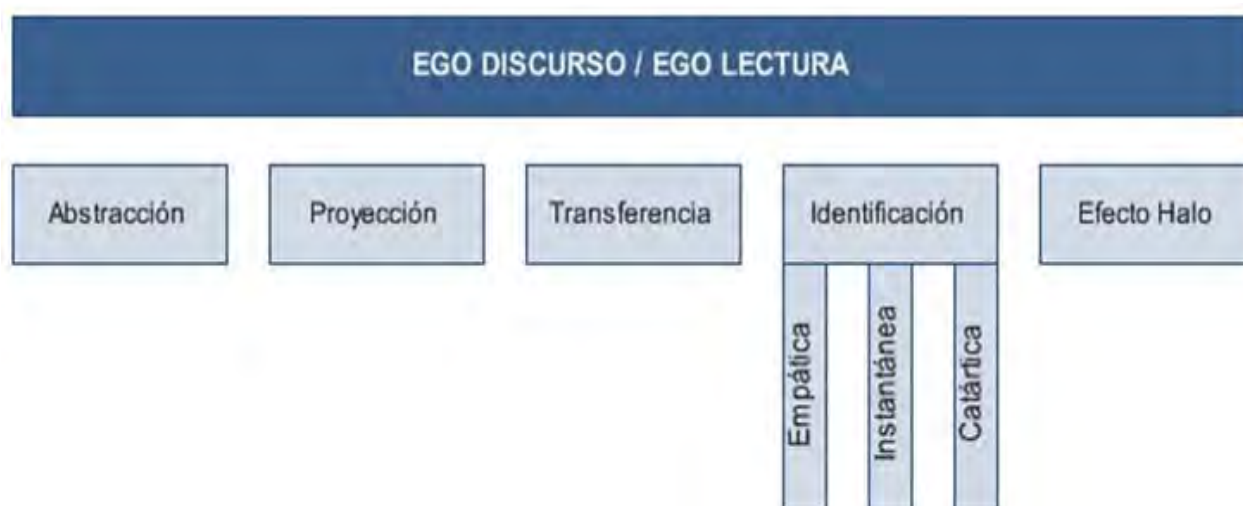 EGO DISCURSO / EGO LECTURA
Abstracción
Proyección
Transferencia
Identificación
Efecto Halo
Empática
Instantánea
Catártica